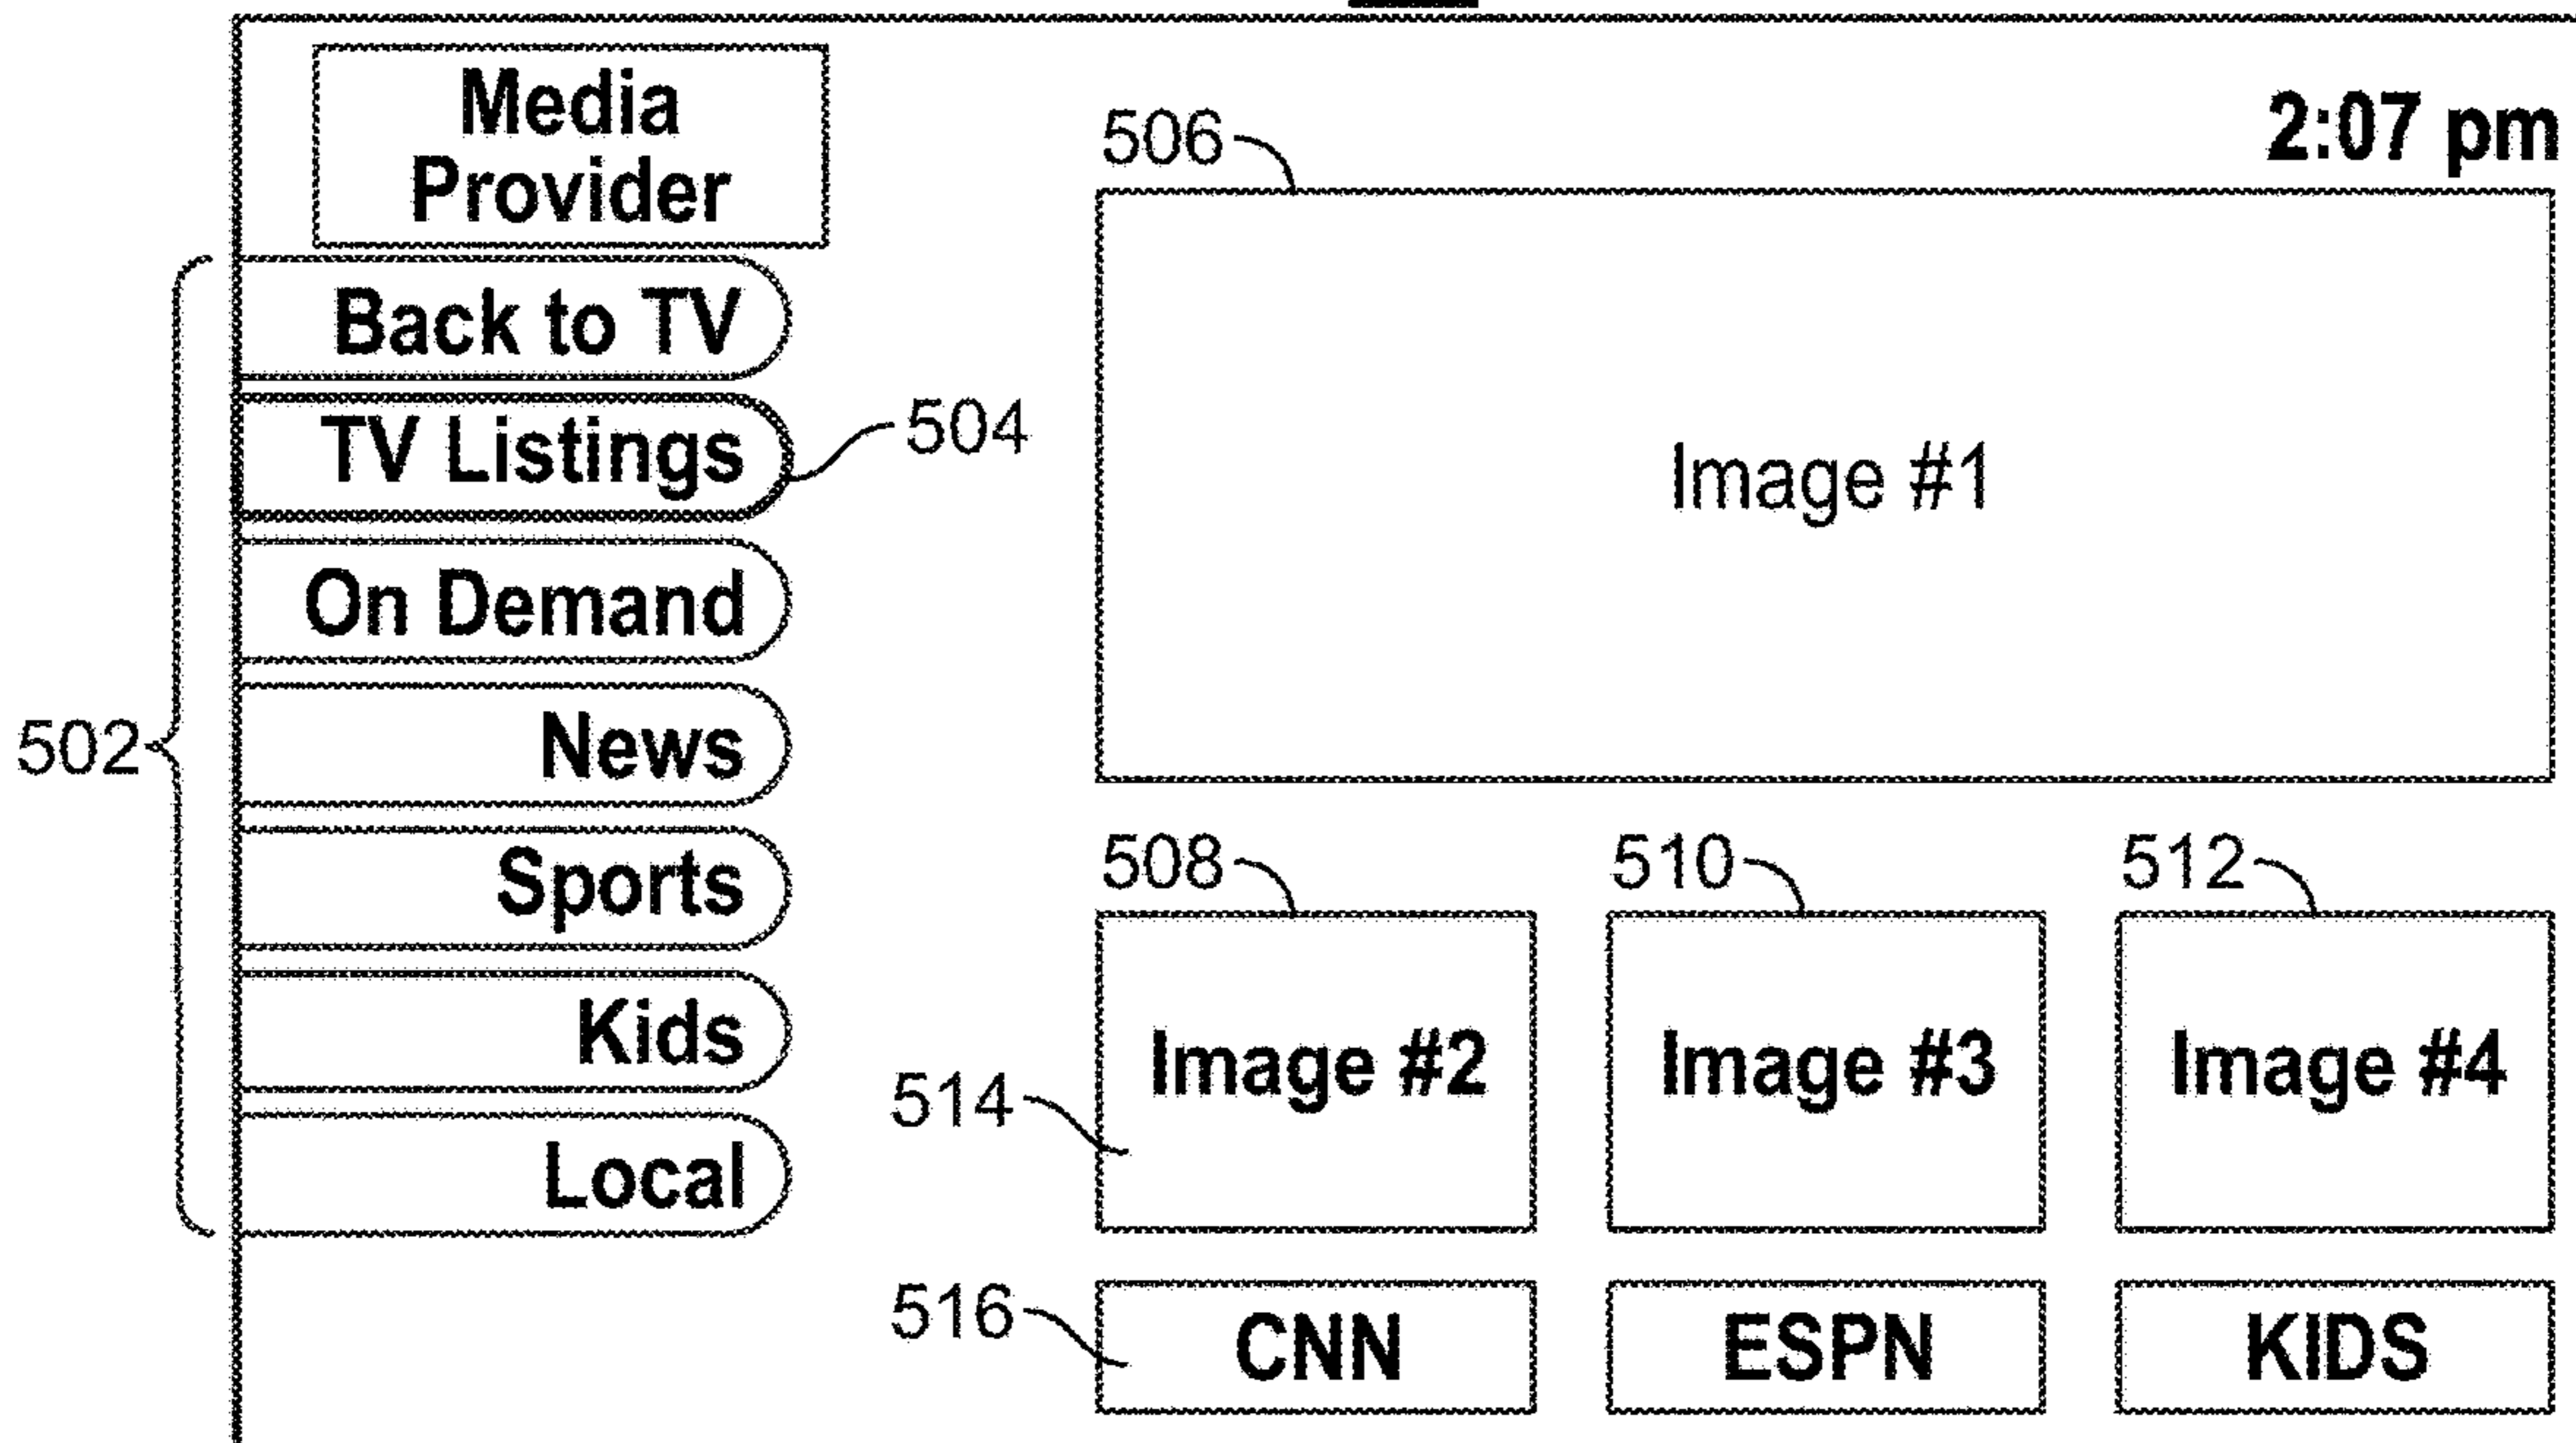 Media
Provider
2:07 pm
506
Back to TV
TV Listings
504
Image #1
On Demand
502
News
Sports
Kids
Local
508
510
512
Image #2
Image #3
Image #4
514
516
CNN
ESPN
KIDS